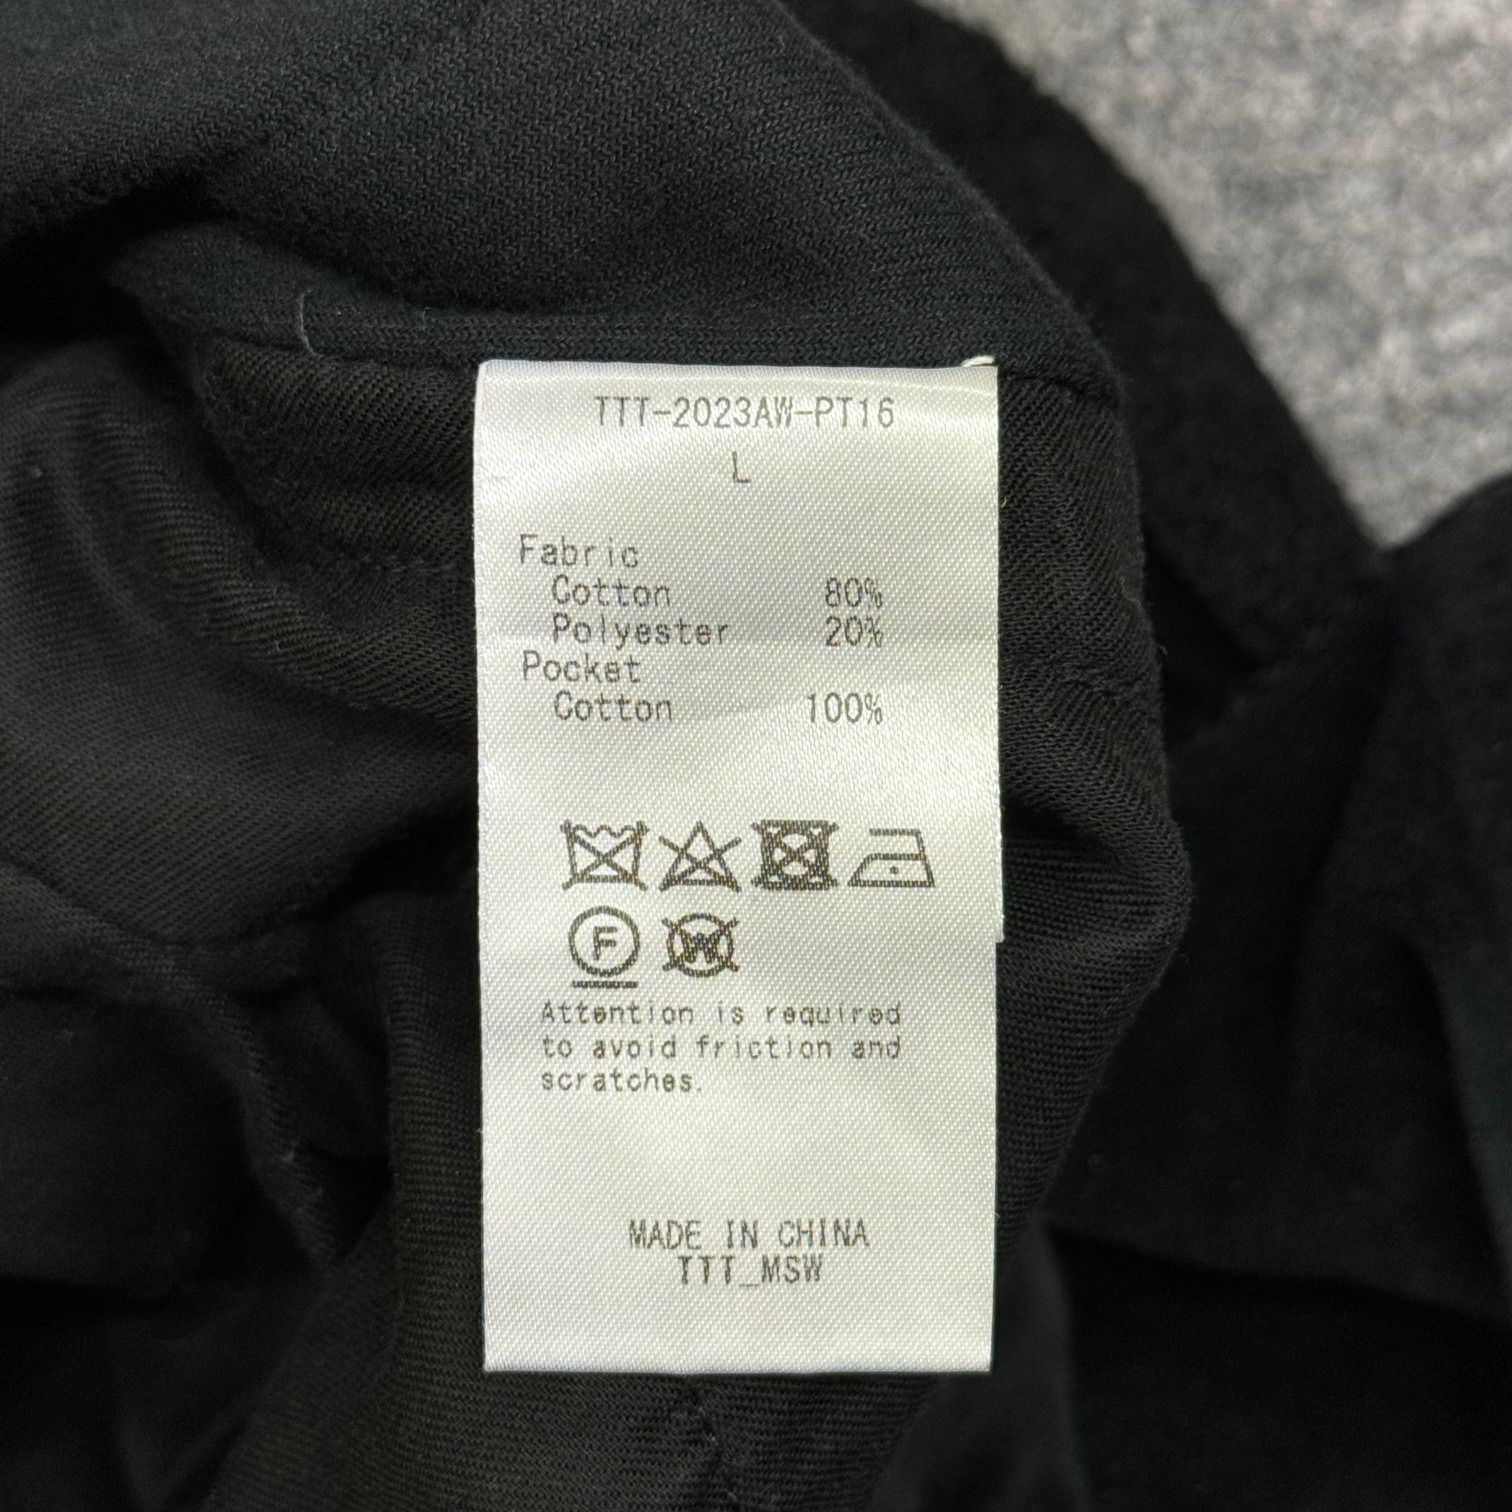 TTT-2023AW-PT16
L
Fabric
Cotton 80%
Polyester 20%
Pocket
Cotton 100%
F W
Attention is required
to avoid friction and
scratches.
MADE IN CHINA
TTT_MSW